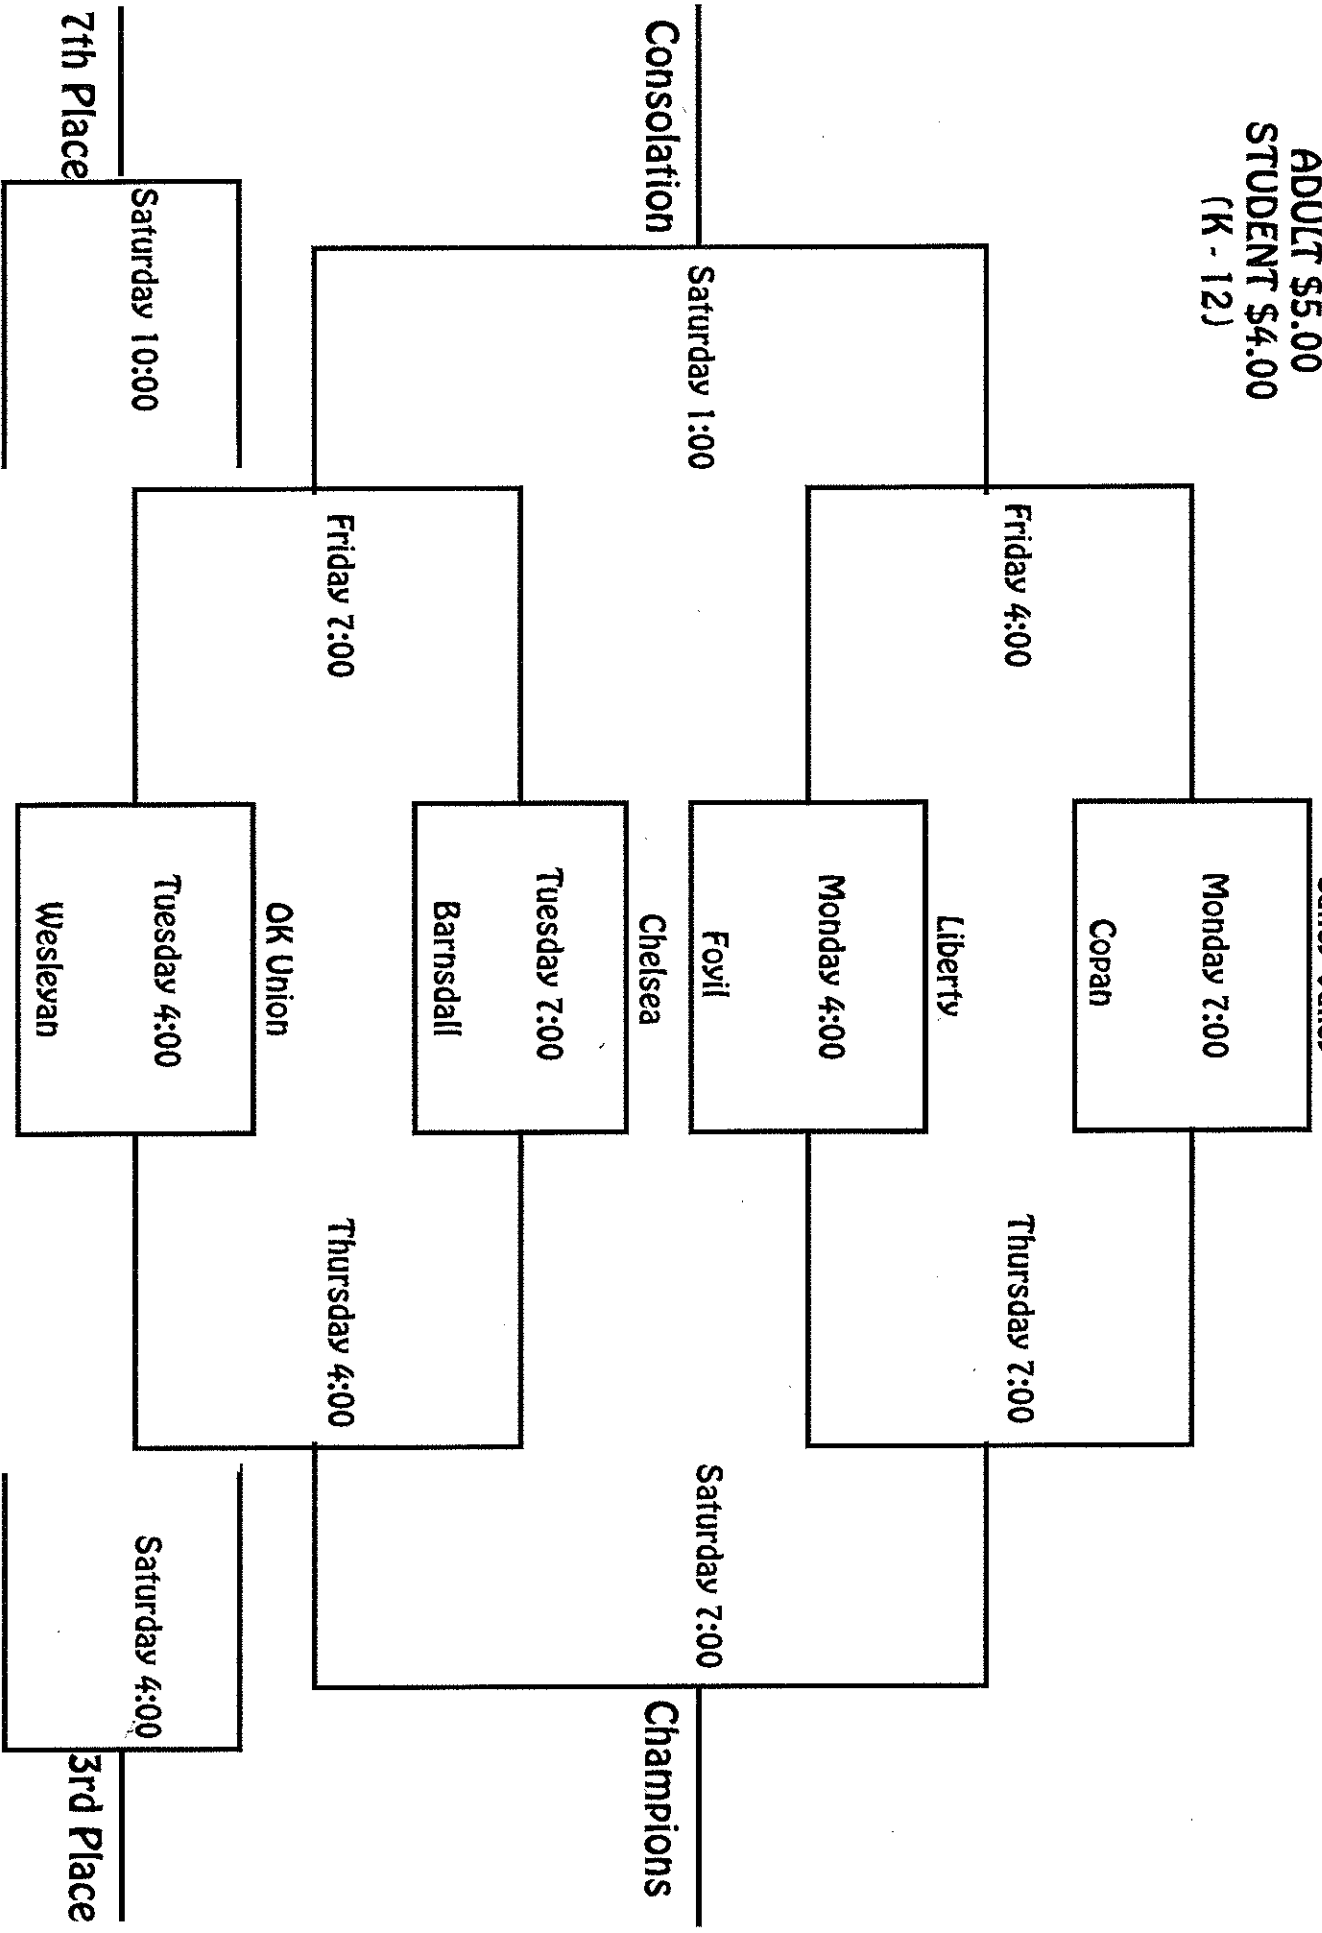 ADULT $5.00
STUDENT $4.00
(K - 12)
Monday 7:00
Copan
Friday 4:00
Thursday 7:00
Liberty
Monday 4:00
Foyil
Consolation
Saturday 1:00
Saturday 7:00
Champions
Chelsea
Tuesday 7:00
Barnsdall
Friday 7:00
Thursday 4:00
OK Union
Tuesday 4:00
Wesleyan
7th Place
Saturday 10:00
Saturday 4:00
3rd Place